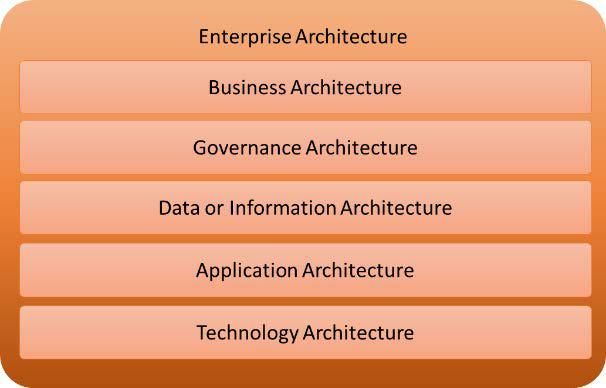 Enterprise Architecture
Business Architecture
Governance Architecture
Data or Information Architecture
Application Architecture
Technology Architecture